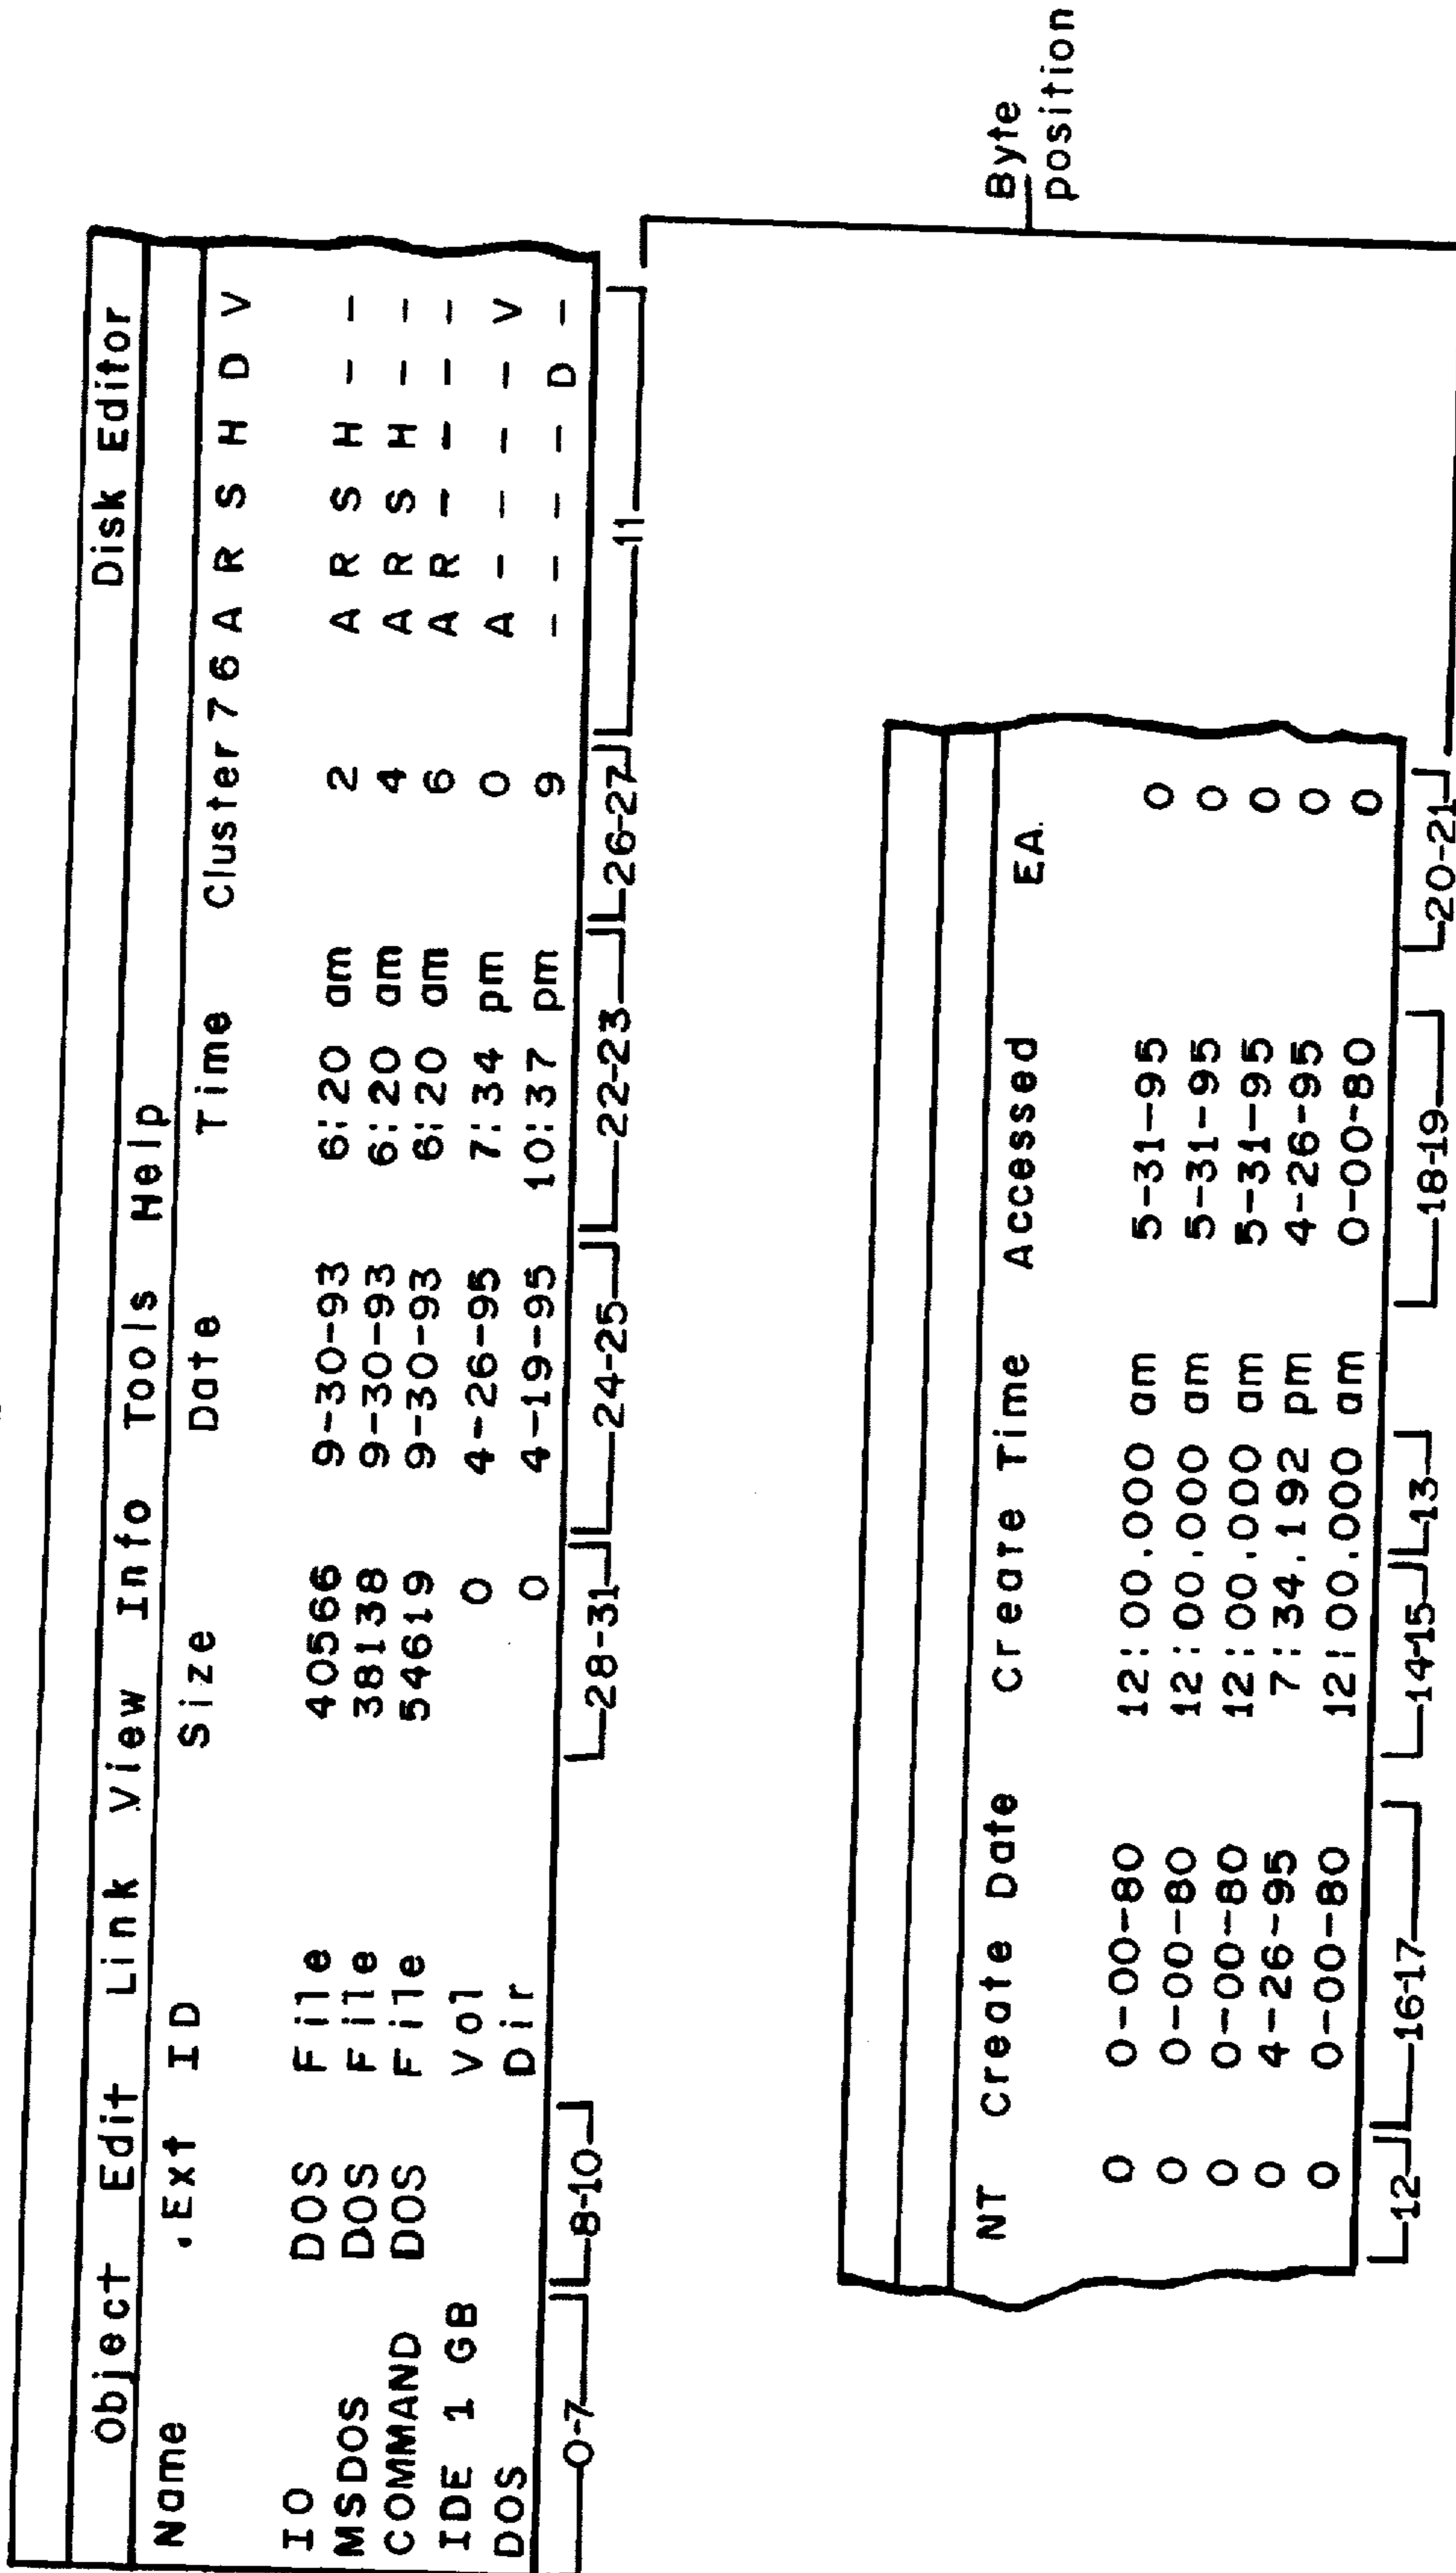 Disk Editor
Object Edit Link View Info Tools Help
Name .Ext ID Size Date Time Cluster 76 A R S H D V
IO DOS File 40566 9-30-93 6:20 am 2 A R S H - -
MSDOS DOS File 38138 9-30-93 6:20 am 4 A R S H - -
COMMAND DOS File 54619 9-30-93 6:20 am 6 A R - - - -
IDE 1 GB Vol 0 4-26-95 7:34 pm 0 A - - - - V
DOS Dir 0 4-19-95 10:37 pm 9 - - - - D -
0-7 8-10 28-31 24-25 22-23 26-27 11
Byte
position
NT Create Date Create Time Accessed EA.
0 0-00-80 12:00.000 am 5-31-95 0
0 0-00-80 12:00.000 am 5-31-95 0
0 0-00-80 12:00.000 am 5-31-95 0
0 4-26-95 7:34.192 pm 4-26-95 0
0 0-00-80 12:00.000 am 0-00-80 0
12 16-17 14-15 13 18-19 20-21